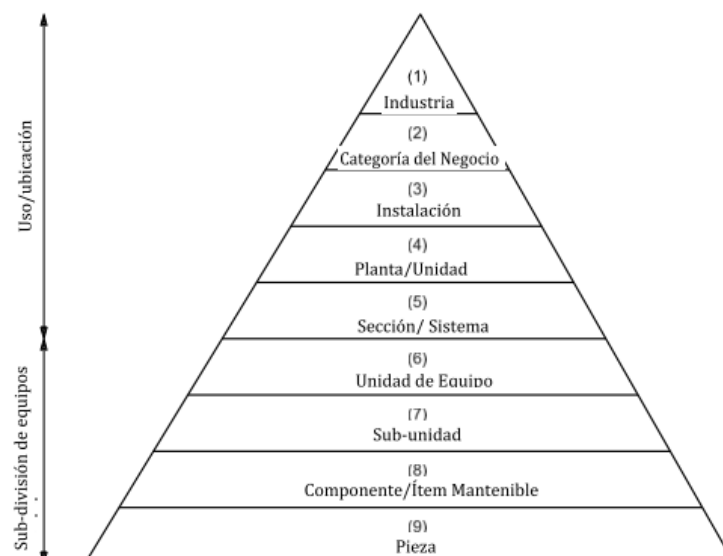 Uso/ubicación
Sub-división de equipos
(1)
Industria
(2)
Categoría del Negocio
(3)
Instalación
(4)
Planta/Unidad
(5)
Sección/ Sistema
(6)
Unidad de Equipo
(7)
Sub-unidad
(8)
Componente/Ítem Mantenible
(9)
Pieza